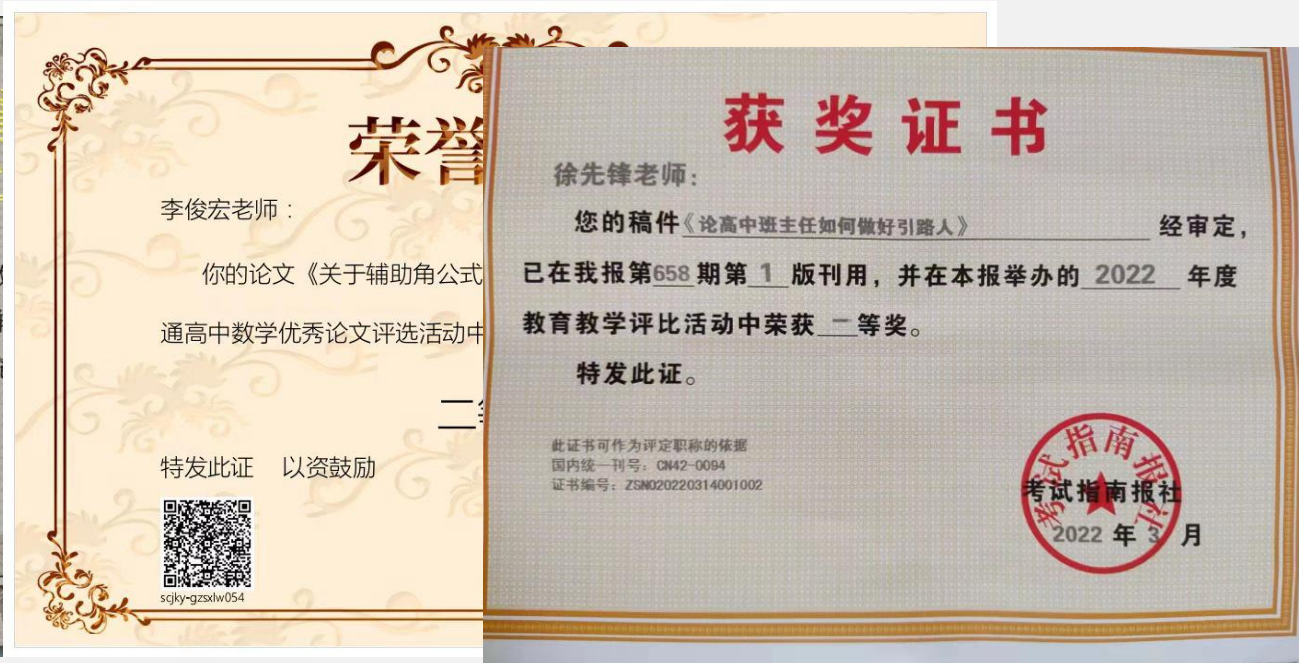 荣誉
李俊宏老师：
你的论文《关于辅助角公式
通高中数学优秀论文评选活动中
二等
特发此证 以资鼓励
scjky-gzsxlw054
获奖证书
徐先锋老师：
您的稿件《论高中班主任如何做好引路人》 经审定，
已在我报第658期第1版刊用，并在本报举办的 2022 年度
教育教学评比活动中荣获 一等奖。
特发此证。
此证书可作为评定职称的依据
国内统一刊号：CN42-0094
证书编号：ZSN020220314001002
考试指南报社
考试指南报社
2022 年 3 月